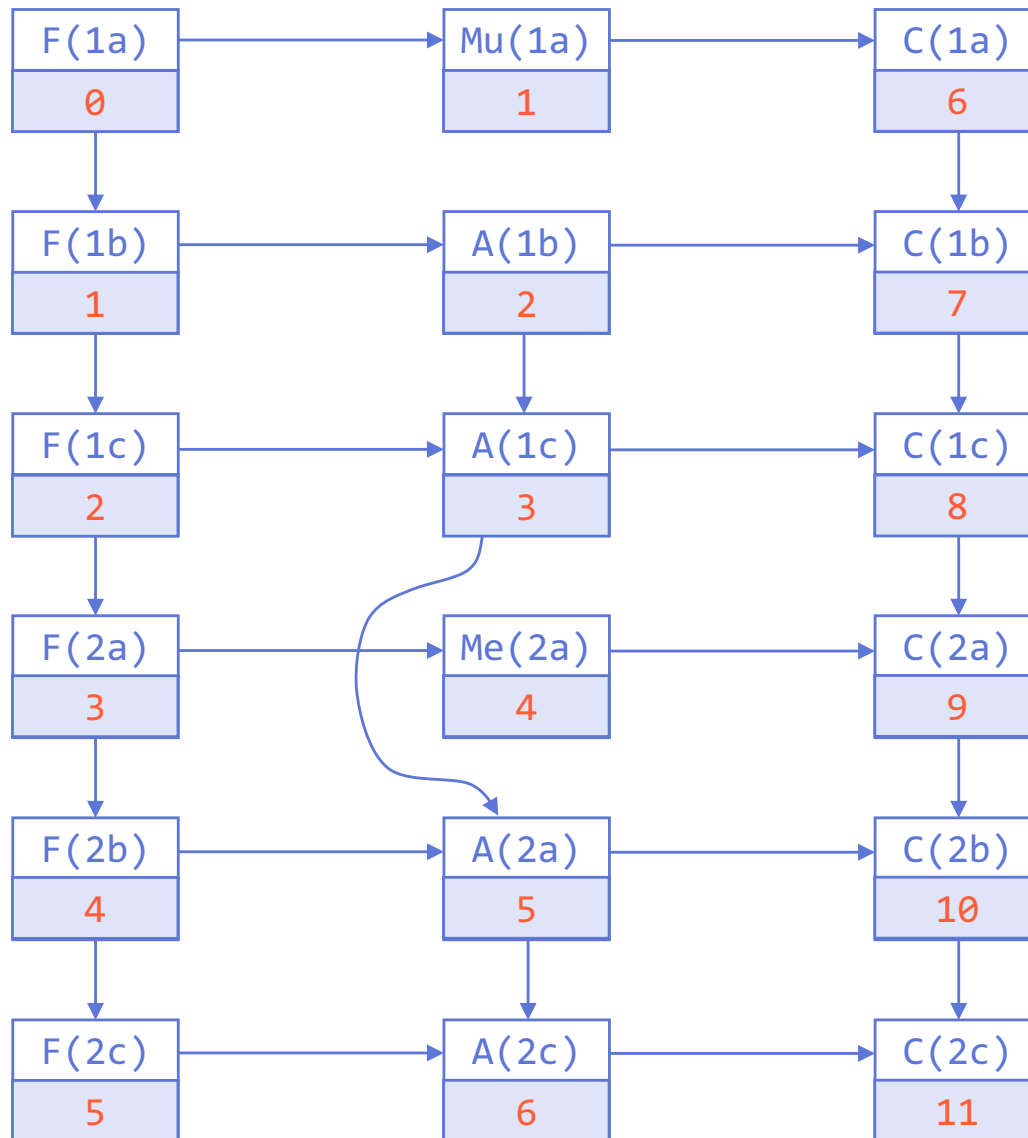 F(1a) Mu(1a) C(1a)
0 1 6
F(1b) A(1b) C(1b)
1 2 7
F(1c) A(1c) C(1c)
2 3 8
F(2a) Me(2a) C(2a)
3 4 9
F(2b) A(2a) C(2b)
4 5 10
F(2c) A(2c) C(2c)
5 6 11